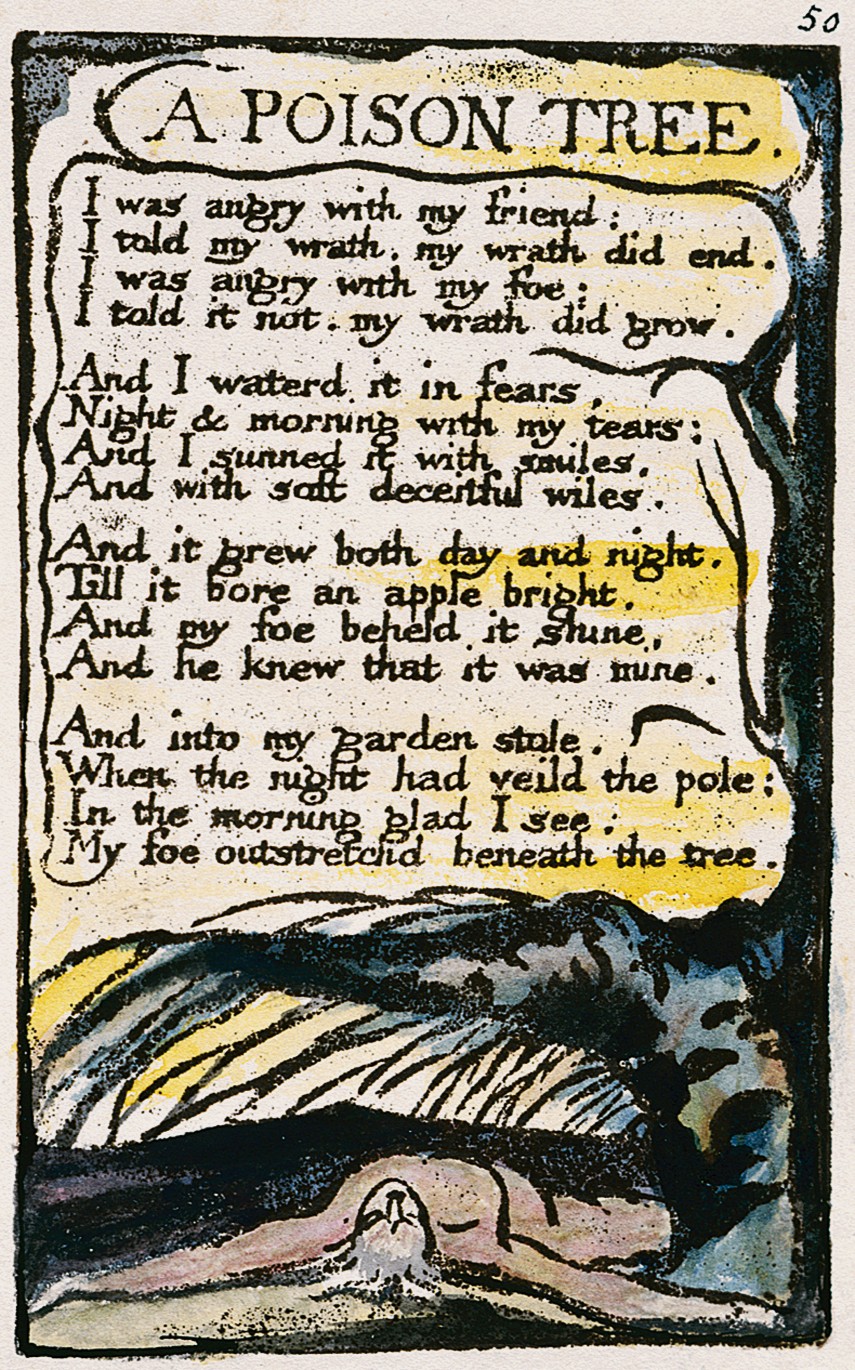 50
A POISON TREE.
I was angry with my friend:
I told my wrath, my wrath did end.
I was angry with my foe:
I told it not, my wrath did grow.
And I waterd it in fears,
Night & morning with my tears:
And I sunned it with smiles,
And with soft deceitful wiles.
And it grew both day and night,
Till it bore an apple bright,
And my foe beheld it shine,
And he knew that it was mine.
And into my garden stole,
When the night had veild the pole;
In the morning glad I see;
My foe outstretchd beneath the tree.